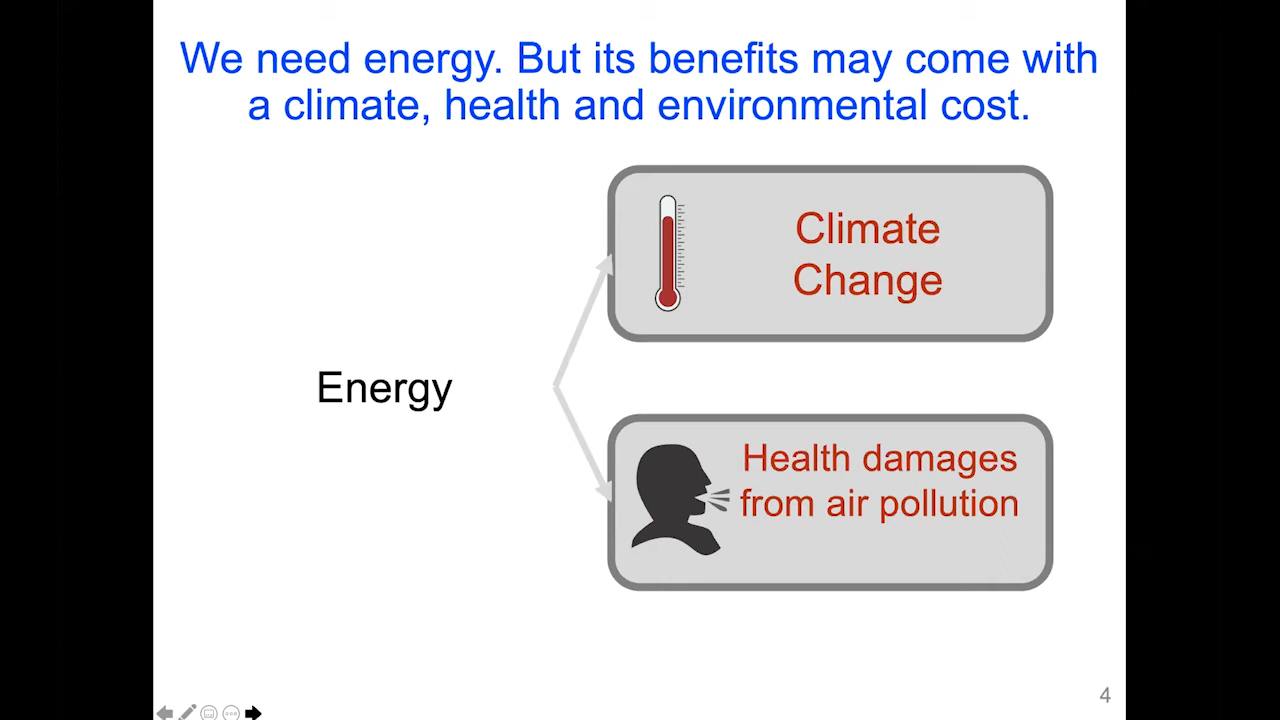 We need energy. But its benefits may come with
a climate, health and environmental cost.
Climate
Change
Energy
Health damages
from air pollution
4